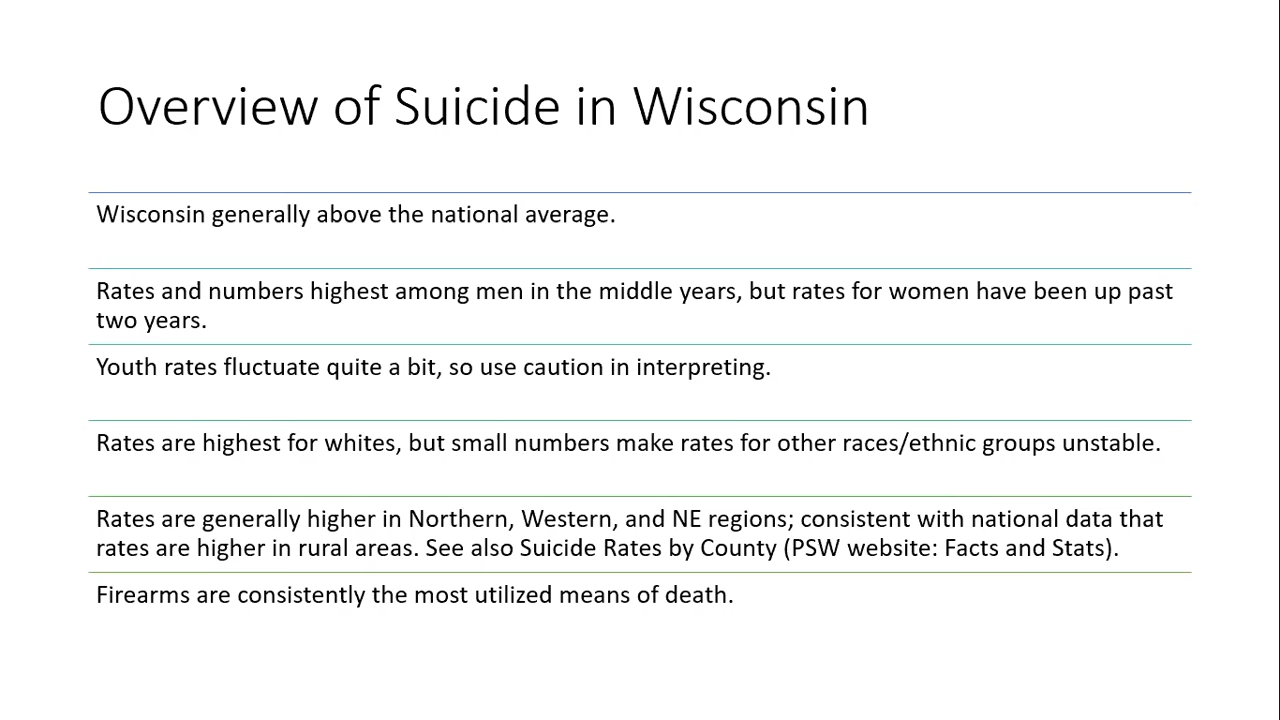 Overview of Suicide in Wisconsin
Wisconsin generally above the national average.
Rates and numbers highest among men in the middle years, but rates for women have been up past
two years.
Youth rates fluctuate quite a bit, so use caution in interpreting.
Rates are highest for whites, but small numbers make rates for other races/ethnic groups unstable.
Rates are generally higher in Northern, Western, and NE regions; consistent with national data that
rates are higher in rural areas. See also Suicide Rates by County (PSW website: Facts and Stats).
Firearms are consistently the most utilized means of death.